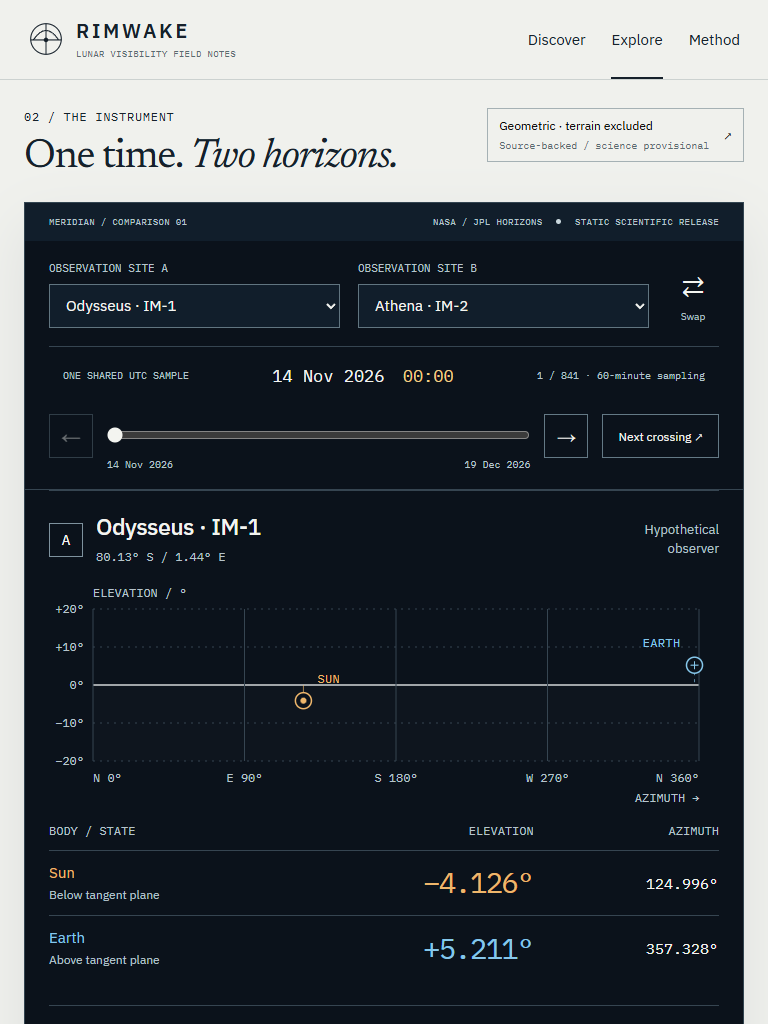 RIMWAKE
LUNAR VISIBILITY FIELD NOTES
Discover Explore Method
02 / THE INSTRUMENT
One time. Two horizons.
Geometric · terrain excluded
Source-backed / science provisional
↗
MERIDIAN / COMPARISON 01
NASA / JPL HORIZONS ● STATIC SCIENTIFIC RELEASE
OBSERVATION SITE A
Odysseus · IM-1
OBSERVATION SITE B
Athena · IM-2
⇄
Swap
ONE SHARED UTC SAMPLE
14 Nov 2026 00:00
1 / 841 · 60-minute sampling
←
→
Next crossing ↗
14 Nov 2026
19 Dec 2026
A
Odysseus · IM-1
80.13° S / 1.44° E
Hypothetical
observer
ELEVATION / °
+20°
+10°
0°
−10°
−20°
EARTH
SUN
N 0° E 90° S 180° W 270° N 360°
AZIMUTH →
BODY / STATE ELEVATION AZIMUTH
Sun
Below tangent plane
−4.126° 124.996°
Earth
Above tangent plane
+5.211° 357.328°